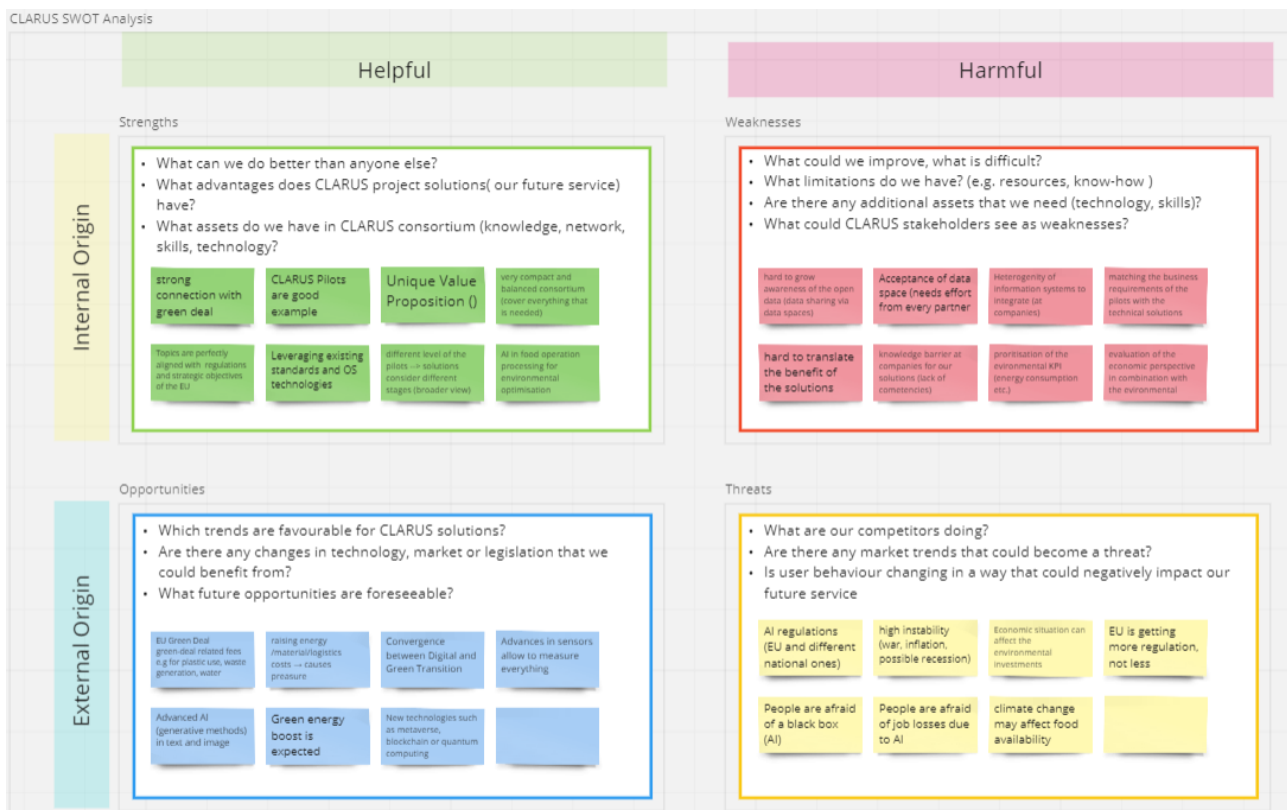 CLARUS SWOT Analysis
Helpful
Harmful
Internal Origin
Strengths
• What can we do better than anyone else?
• What advantages does CLARUS project solutions( our future service)
have?
• What assets do we have in CLARUS consortium (knowledge, network,
skills, technology?
strong
connection with
green deal
CLARUS Pilots
are good
example
Unique Value
Proposition ()
very compact and
balanced consortium
(cover everything that
is needed)
Topics are perfectly
aligned with regulations
and strategic objectives
of the EU
Leveraging existing
standards and OS
technologies
different level of the
pilots --> solutions
consider different
stages (broader view)
AI in food operation
processing for
environmental
optimisation
Weaknesses
• What could we improve, what is difficult?
• What limitations do we have? (e.g. resources, know-how )
• Are there any additional assets that we need (technology, skills)?
• What could CLARUS stakeholders see as weaknesses?
hard to grow
awareness of the open
data (data sharing via
data spaces)
Acceptance of data
space (needs effort
from every partner
Heterogenity of
information systems to
integrate (at
companies)
matching the business
requirements of the
pilots with the
technical solutions
hard to translate
the benefit of
the solutions
knowledge barrier at
companies for our
solutions (lack of
cometencies)
proritisation of the
evironmental KPI
(energy consumption
etc.)
evaluation of the
economic perspective
in combination with
the evironmental
External Origin
Opportunities
• Which trends are favourable for CLARUS solutions?
• Are there any changes in technology, market or legislation that we
could benefit from?
• What future opportunities are foreseeable?
EU Green Deal
green-deal related fees
e.g for plastic use, waste
generation, water
raising energy
/material/logistics
costs → causes
preasure
Convergence
between Digital and
Green Transition
Advances in sensors
allow to measure
everything
Advanced AI
(generative methods)
in text and image
Green energy
boost is
expected
New technologies such
as metaverse,
blockchain or quantum
computing
Threats
• What are our competitors doing?
• Are there any market trends that could become a threat?
• Is user behaviour changing in a way that could negatively impact our
future service
AI regulations
(EU and different
national ones)
high instability
(war, inflation,
possible recession)
Economic situation can
affect the
environmental
investments
EU is getting
more regulation,
not less
People are afraid
of a black box
(AI)
People are afraid
of job losses due
to AI
climate change
may affect food
availability